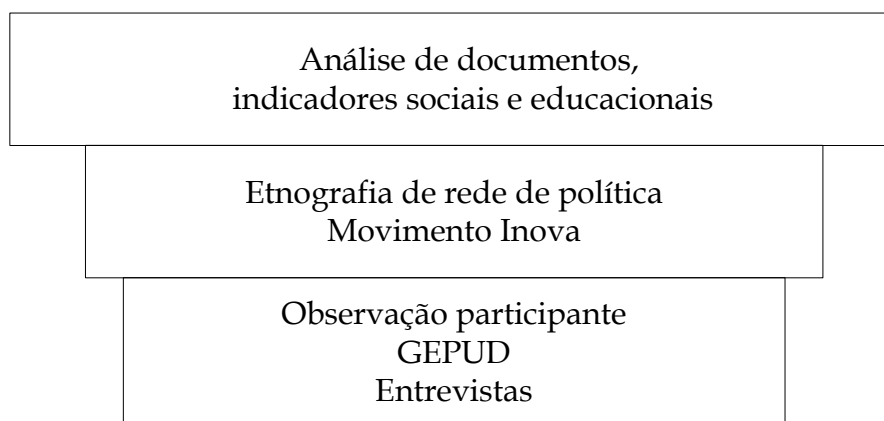 Análise de documentos,
indicadores sociais e educacionais
Etnografia de rede de política
Movimento Inova
Observação participante
GEPUD
Entrevistas